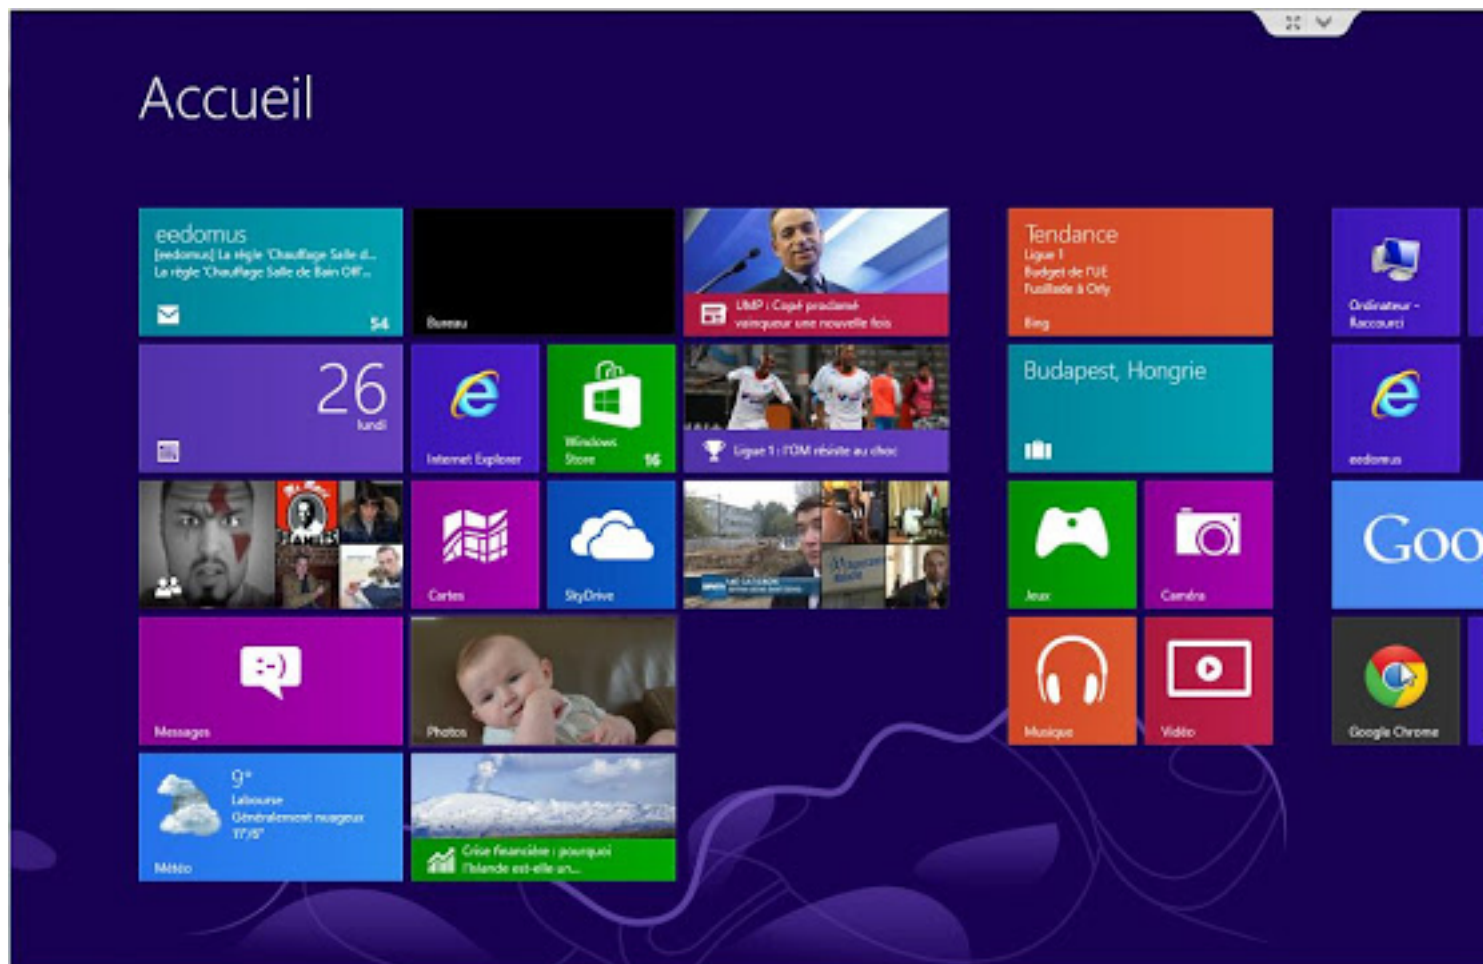 Accueil
eedomus
[eedomus] La règle 'Chauffage Salle d...
La règle 'Chauffage Salle de Bain Off'...
54
Bureau
UMP : Copé proclamé
vainqueur une nouvelle fois
26
lundi
Internet Explorer
Windows
Store
16
Ligue 1 : l'OM résiste au choc
Cartes
SkyDrive
Messages
:-)
Photos
9°
Labourse
Généralement nuageux
11°/6°
Météo
Crise financière : pourquoi
l'Islande est-elle un...
Tendance
Ligue 1
Budget de l'UE
Fusillade à Orly
Bing
Budapest, Hongrie
Jeux
Caméra
Musique
Vidéo
Ordinateur -
Raccourci
eedomus
Goo
Google Chrome